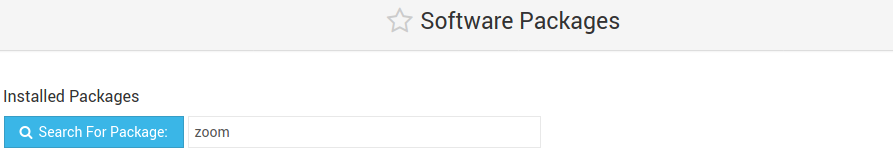 Software Packages
Installed Packages
Search For Package: zoom